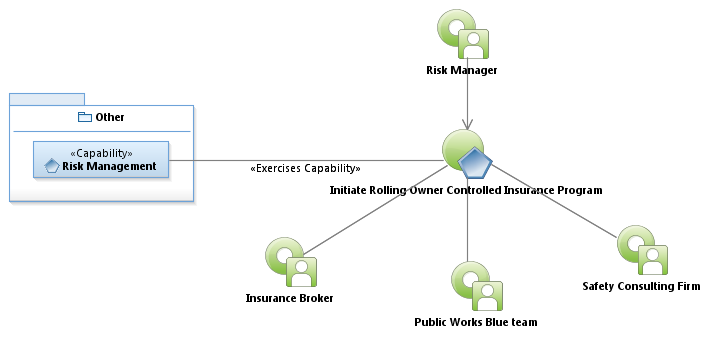 Risk Manager
Other
«Capability»
Risk Management
«Exercises Capability»
Initiate Rolling Owner Controlled Insurance Program
Insurance Broker
Public Works Blue team
Safety Consulting Firm